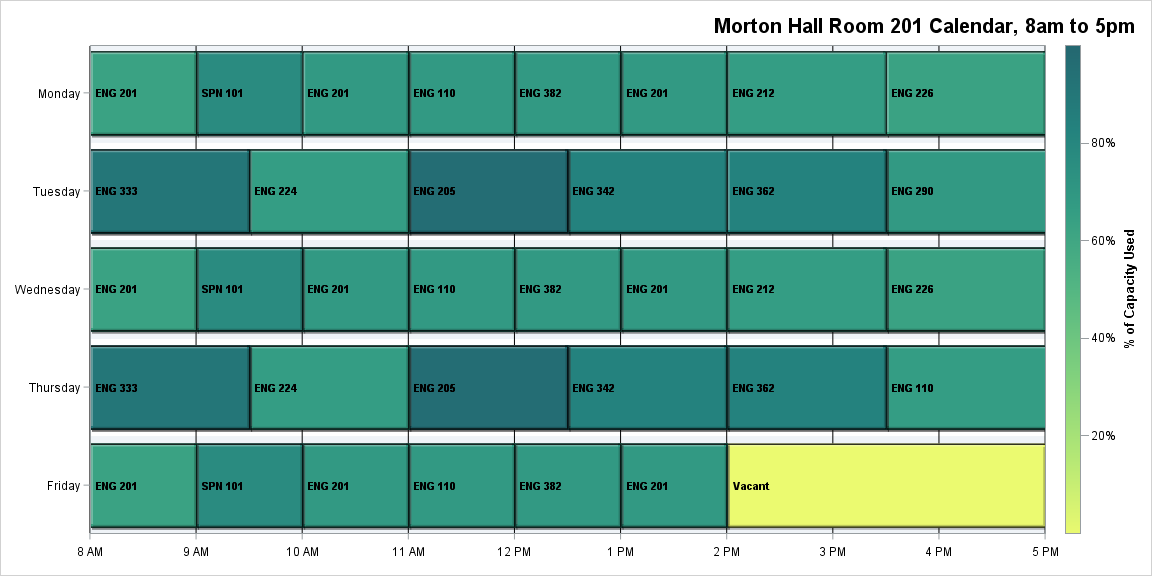 Morton Hall Room 201 Calendar, 8am to 5pm
Monday
ENG 201
SPN 101
ENG 201
ENG 110
ENG 382
ENG 201
ENG 212
ENG 226
Tuesday
ENG 333
ENG 224
ENG 205
ENG 342
ENG 362
ENG 290
Wednesday
ENG 201
SPN 101
ENG 201
ENG 110
ENG 382
ENG 201
ENG 212
ENG 226
Thursday
ENG 333
ENG 224
ENG 205
ENG 342
ENG 362
ENG 110
Friday
ENG 201
SPN 101
ENG 201
ENG 110
ENG 382
ENG 201
Vacant
8 AM
9 AM
10 AM
11 AM
12 PM
1 PM
2 PM
3 PM
4 PM
5 PM
80%
60%
40%
20%
% of Capacity Used